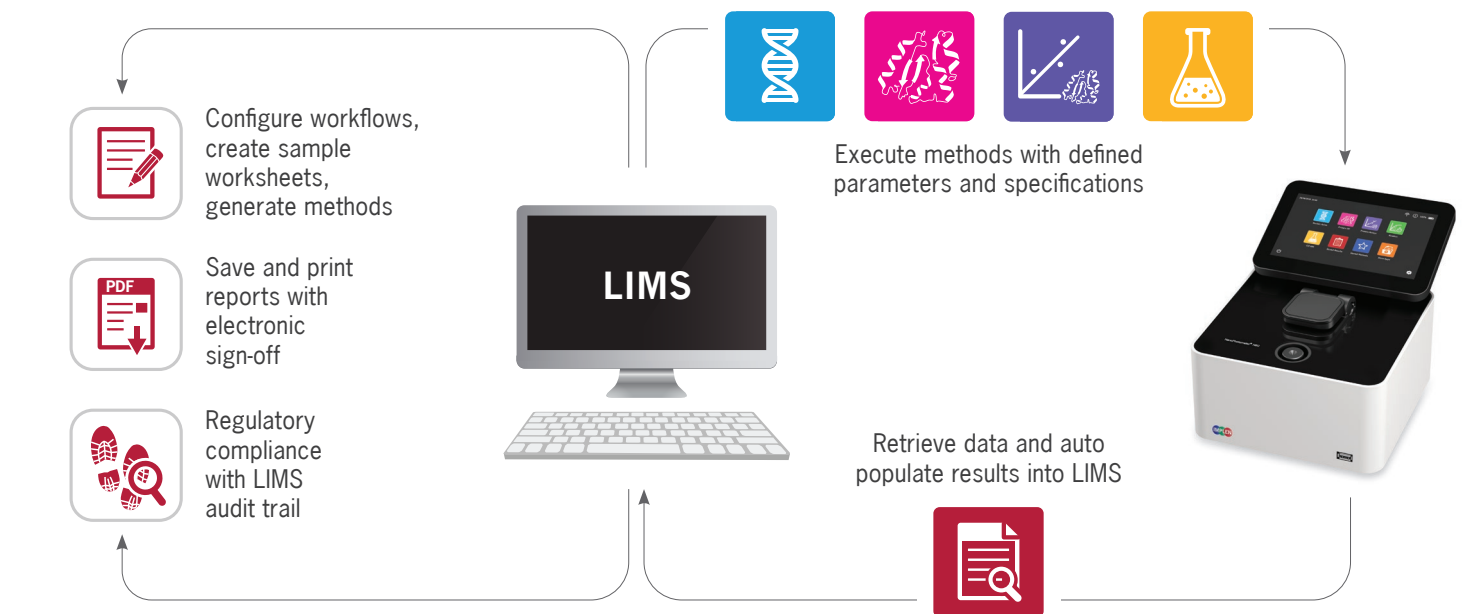 Configure workflows,
create sample
worksheets,
generate methods
PDF
Save and print
reports with
electronic
sign-off
Regulatory
compliance
with LIMS
audit trail
LIMS
Execute methods with defined
parameters and specifications
Retrieve data and auto
populate results into LIMS